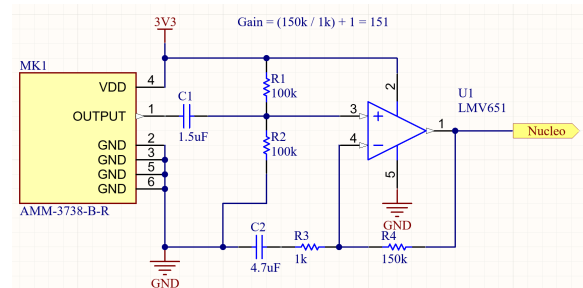 3V3
Gain = (150k / 1k) + 1 = 151
MK1
VDD
4
OUTPUT
1
GND
2
GND
3
GND
5
GND
6
AMM-3738-B-R
C1
1.5uF
R1
100k
R2
100k
2
U1
LMV651
3
+
4
−
1
5
Nucleo
GND
C2
4.7uF
R3
1k
R4
150k
GND